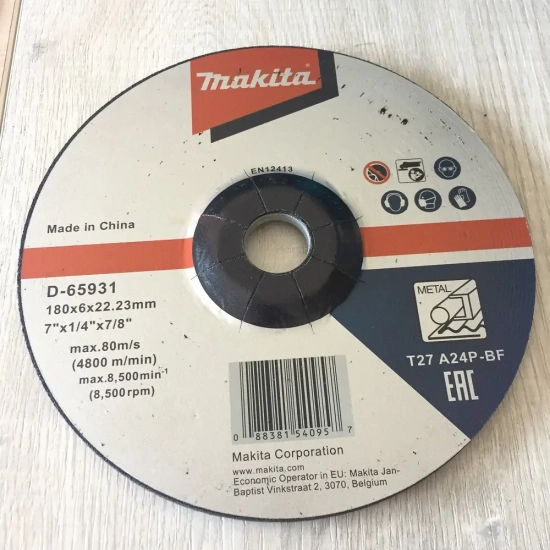 makita
EN12413
Made in China
D-65931
180x6x22.23mm
7"x1/4"x7/8"
max.80m/s
(4800 m/min)
max.8,500min⁻¹
(8,500rpm)
METAL
T27 A24P-BF
EAC
0 88381 54095 7
Makita Corporation
www.makita.com
Economic Operator in EU: Makita Jan-
Baptist Vinkstraat 2, 3070, Belgium